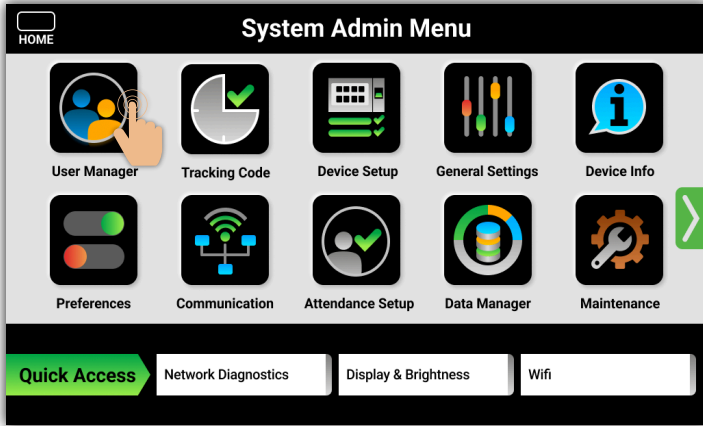 HOME
System Admin Menu
User Manager
Tracking Code
Device Setup
General Settings
Device Info
Preferences
Communication
Attendance Setup
Data Manager
Maintenance
Quick Access
Network Diagnostics
Display & Brightness
Wifi